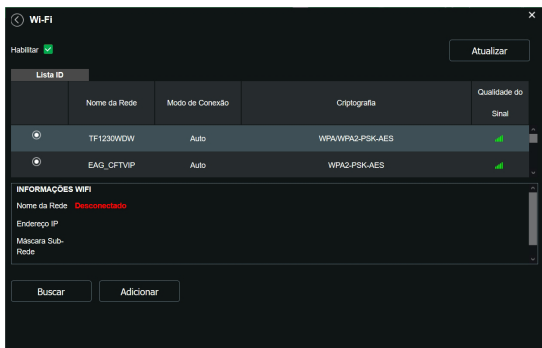 Wi-Fi
Habilitar
Atualizar
Lista ID
Nome da Rede Modo de Conexão Criptografia Qualidade do Sinal
TF1230WDW Auto WPA/WPA2-PSK-AES
EAG_CFTVIP Auto WPA2-PSK-AES
INFORMAÇÕES WIFI
Nome da Rede Desconectado
Endereço IP
Máscara Sub-
Rede
Buscar Adicionar